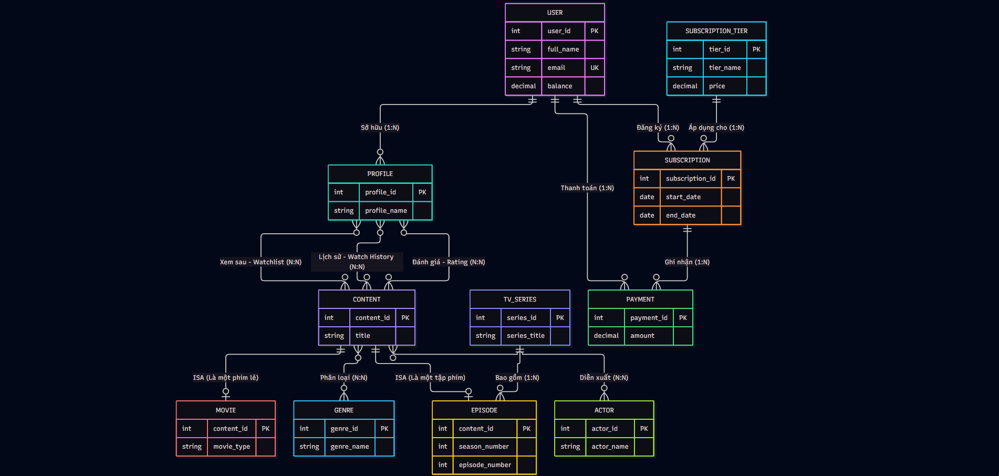 USER
int user_id PK
string full_name
string email UK
decimal balance
SUBSCRIPTION_TIER
int tier_id PK
string tier_name
decimal price
Sở hữu (1:N)
Đăng ký (1:N)
Áp dụng cho (1:N)
PROFILE
int profile_id PK
string profile_name
Thanh toán (1:N)
SUBSCRIPTION
int subscription_id PK
date start_date
date end_date
Xem sau - Watchlist (N:N)
Lịch sử - Watch History
(N:N)
Đánh giá - Rating (N:N)
Ghi nhận (1:N)
CONTENT
int content_id PK
string title
TV_SERIES
int series_id PK
string series_title
PAYMENT
int payment_id PK
decimal amount
ISA (Là một phim lẻ)
Phân loại (N:N)
ISA (Là một tập phim)
Bao gồm (1:N)
Diễn xuất (N:N)
MOVIE
int content_id PK
string movie_type
GENRE
int genre_id PK
string genre_name
EPISODE
int content_id PK
int season_number
int episode_number
ACTOR
int actor_id PK
string actor_name